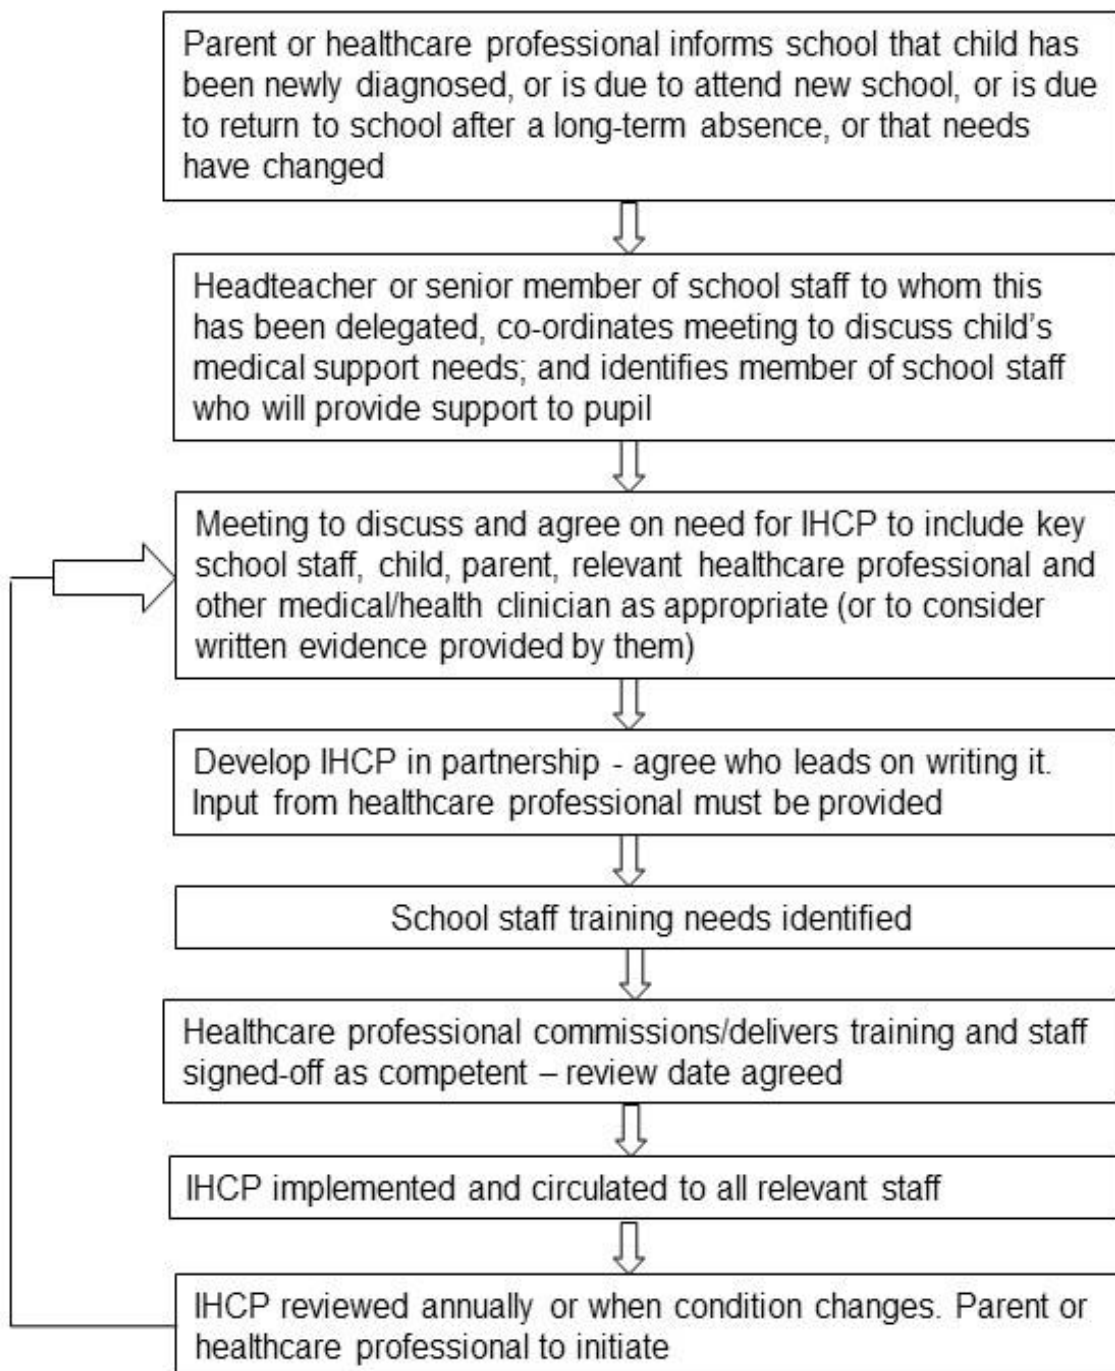 Parent or healthcare professional informs school that child has
been newly diagnosed, or is due to attend new school, or is due
to return to school after a long-term absence, or that needs
have changed
Headteacher or senior member of school staff to whom this
has been delegated, co-ordinates meeting to discuss child's
medical support needs; and identifies member of school staff
who will provide support to pupil
Meeting to discuss and agree on need for IHCP to include key
school staff, child, parent, relevant healthcare professional and
other medical/health clinician as appropriate (or to consider
written evidence provided by them)
Develop IHCP in partnership - agree who leads on writing it.
Input from healthcare professional must be provided
School staff training needs identified
Healthcare professional commissions/delivers training and staff
signed-off as competent – review date agreed
IHCP implemented and circulated to all relevant staff
IHCP reviewed annually or when condition changes. Parent or
healthcare professional to initiate